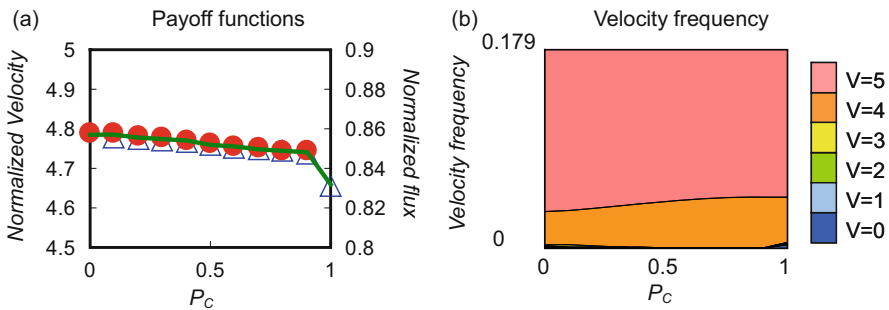 (a) Payoff functions
Normalized Velocity
5
4.9
4.8
4.7
4.6
4.5
0.9
0.88
0.86
0.84
0.82
0.8
Normalized flux
0 0.5 1
P_C
(b) Velocity frequency
0.179
Velocity frequency
0
0 0.5 1
P_C
V=5
V=4
V=3
V=2
V=1
V=0